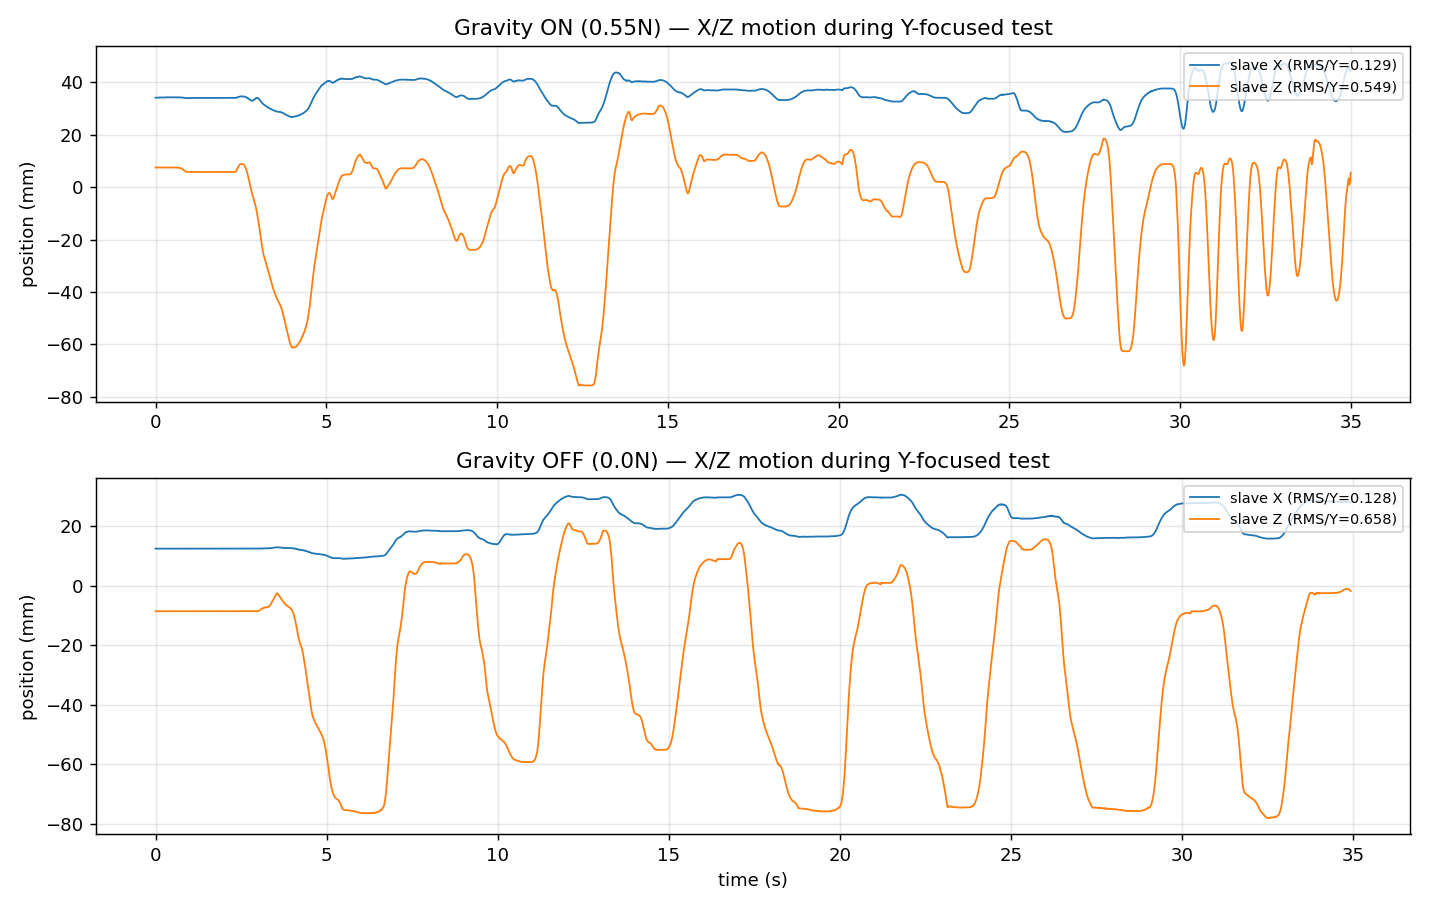 Gravity ON (0.55N) — X/Z motion during Y-focused test
slave X (RMS/Y=0.129)
slave Z (RMS/Y=0.549)
position (mm)
40
20
0
−20
−40
−60
−80
0 5 10 15 20 25 30 35
Gravity OFF (0.0N) — X/Z motion during Y-focused test
slave X (RMS/Y=0.128)
slave Z (RMS/Y=0.658)
position (mm)
20
0
−20
−40
−60
−80
0 5 10 15 20 25 30 35
time (s)